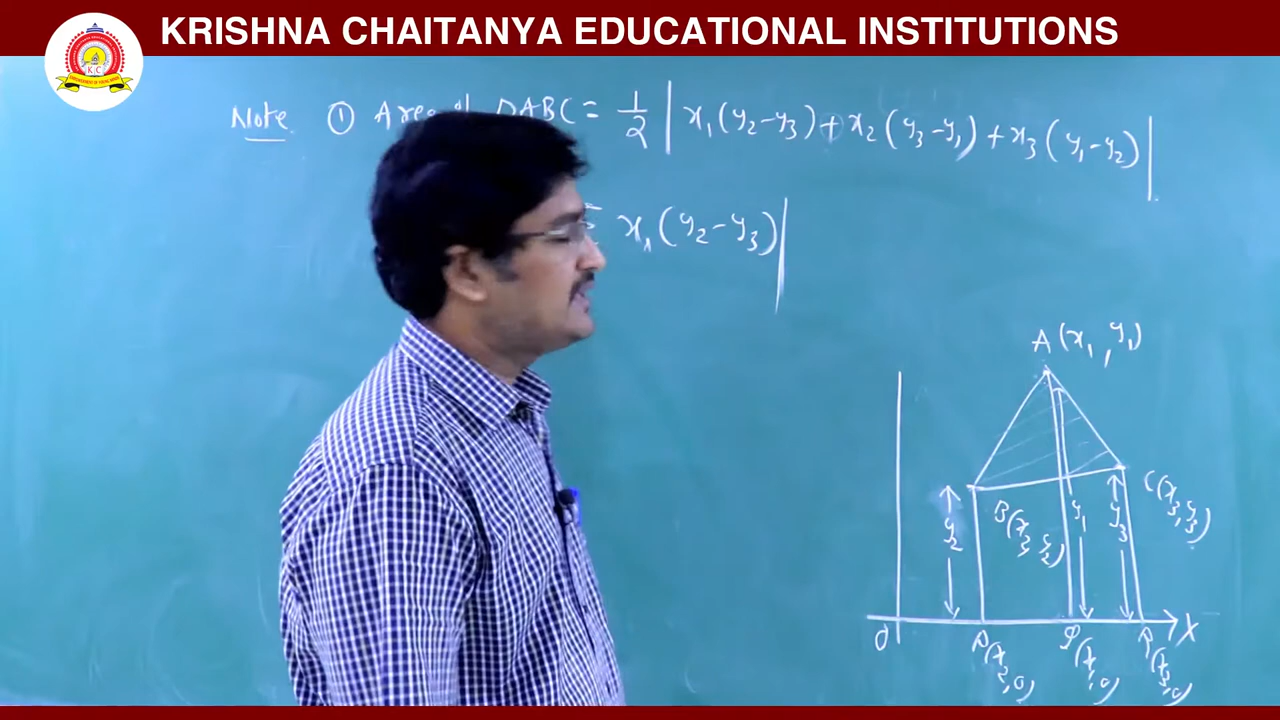 KRISHNA CHAITANYA EDUCATIONAL INSTITUTIONS
K C
Note ① Area of ΔABC = 1/2 | x₁(y₂-y₃) + x₂(y₃-y₁) + x₃(y₁-y₂) |
x₁(y₂-y₃) |
A(x₁, y₁)
C(x₃, y₃)
B(x₂, y₂)
y₂ y₁ y₃
O X
P(x₂, 0) Q(x₁, 0) R(x₃, 0)